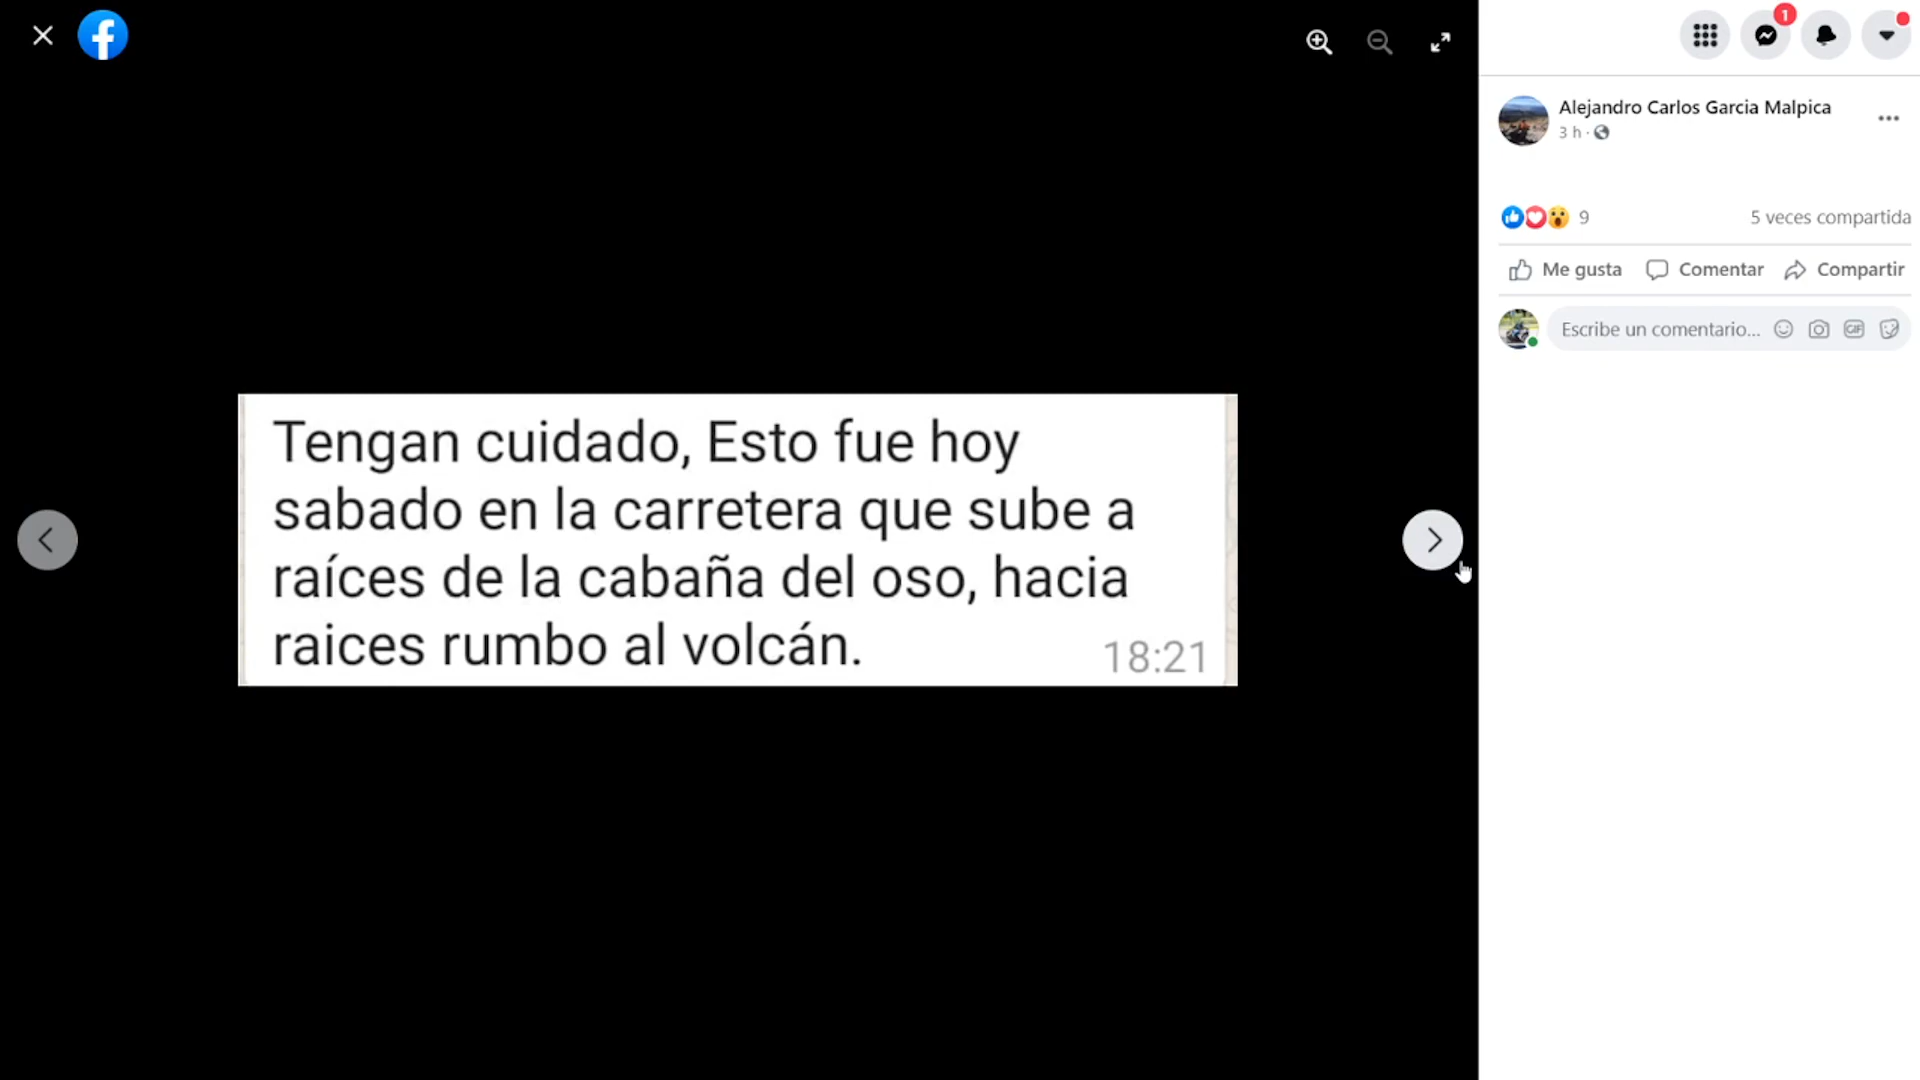 1
Alejandro Carlos Garcia Malpica
3 h ·
9
5 veces compartida
Me gusta
Comentar
Compartir
Escribe un comentario...
GIF
Tengan cuidado, Esto fue hoy
sabado en la carretera que sube a
raíces de la cabaña del oso, hacia
raices rumbo al volcán.
18:21